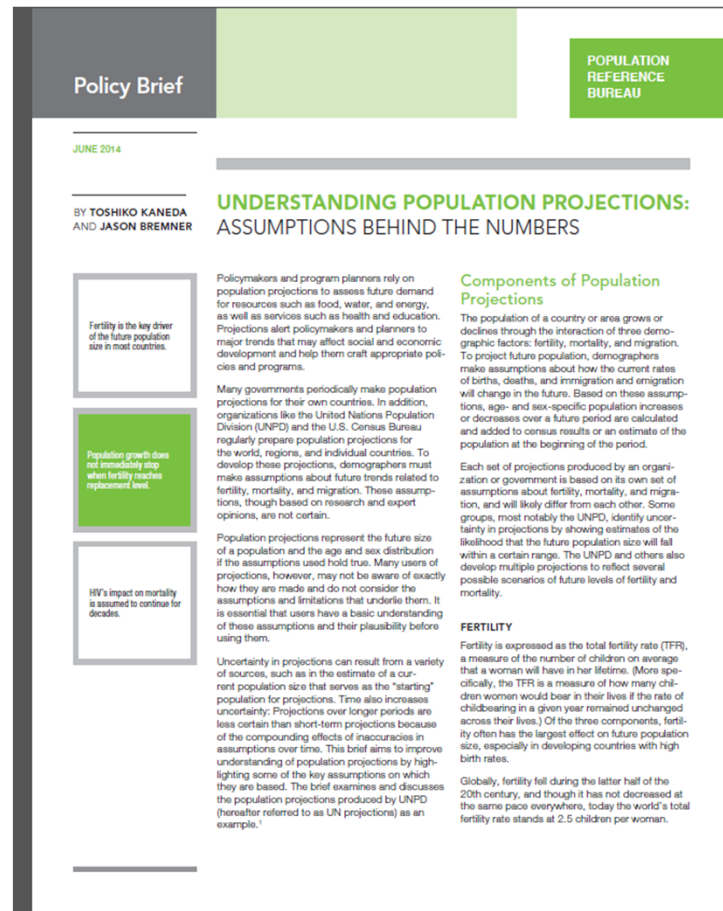 Policy Brief
POPULATION
REFERENCE
BUREAU
JUNE 2014
BY TOSHIKO KANEDA
AND JASON BREMNER
UNDERSTANDING POPULATION PROJECTIONS:
ASSUMPTIONS BEHIND THE NUMBERS
Fertility is the key driver
of the future population
size in most countries.
Population growth does
not immediately stop
when fertility reaches
replacement level.
HIV's impact on mortality
is assumed to continue for
decades.
Policymakers and program planners rely on
population projections to assess future demand
for resources such as food, water, and energy,
as well as services such as health and education.
Projections alert policymakers and planners to
major trends that may affect social and economic
development and help them craft appropriate poli-
cies and programs.
Many governments periodically make population
projections for their own countries. In addition,
organizations like the United Nations Population
Division (UNPD) and the U.S. Census Bureau
regularly prepare population projections for
the world, regions, and individual countries. To
develop these projections, demographers must
make assumptions about future trends related to
fertility, mortality, and migration. These assump-
tions, though based on research and expert
opinions, are not certain.
Population projections represent the future size
of a population and the age and sex distribution
if the assumptions used hold true. Many users of
projections, however, may not be aware of exactly
how they are made and do not consider the
assumptions and limitations that underlie them. It
is essential that users have a basic understanding
of these assumptions and their plausibility before
using them.
Uncertainty in projections can result from a variety
of sources, such as in the estimate of a cur-
rent population size that serves as the "starting"
population for projections. Time also increases
uncertainty: Projections over longer periods are
less certain than short-term projections because
of the compounding effects of inaccuracies in
assumptions over time. This brief aims to improve
understanding of population projections by high-
lighting some of the key assumptions on which
they are based. The brief examines and discusses
the population projections produced by UNPD
(hereafter referred to as UN projections) as an
example.¹
Components of Population
Projections
The population of a country or area grows or
declines through the interaction of three demo-
graphic factors: fertility, mortality, and migration.
To project future population, demographers
make assumptions about how the current rates
of births, deaths, and immigration and emigration
will change in the future. Based on these assump-
tions, age- and sex-specific population increases
or decreases over a future period are calculated
and added to census results or an estimate of the
population at the beginning of the period.
Each set of projections produced by an organi-
zation or government is based on its own set of
assumptions about fertility, mortality, and migra-
tion, and will likely differ from each other. Some
groups, most notably the UNPD, identify uncer-
tainty in projections by showing estimates of the
likelihood that the future population size will fall
within a certain range. The UNPD and others also
develop multiple projections to reflect several
possible scenarios of future levels of fertility and
mortality.
FERTILITY
Fertility is expressed as the total fertility rate (TFR),
a measure of the number of children on average
that a woman will have in her lifetime. (More spe-
cifically, the TFR is a measure of how many chil-
dren women would bear in their lives if the rate of
childbearing in a given year remained unchanged
across their lives.) Of the three components, fertil-
ity often has the largest effect on future population
size, especially in developing countries with high
birth rates.
Globally, fertility fell during the latter half of the
20th century, and though it has not decreased at
the same pace everywhere, today the world's total
fertility rate stands at 2.5 children per woman.